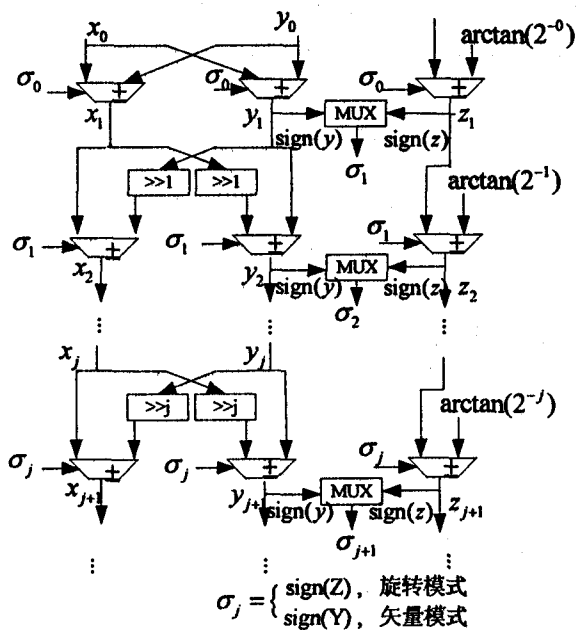 x₀ y₀ arctan(2⁻⁰)
σ₀ + σ₀ + σ₀ +
x₁ y₁ MUX z₁
sign(y) sign(z)
σ₁
>>1 >>1 arctan(2⁻¹)
σ₁ + σ₁ + σ₁ +
x₂ y₂ MUX z₂
sign(y) sign(z)
σ₂
⋮ ⋮ ⋮
xⱼ yⱼ
>>j >>j arctan(2⁻ʲ)
σⱼ + σⱼ + σⱼ +
xⱼ₊₁ yⱼ₊ MUX zⱼ₊₁
sign(y) sign(z)
σⱼ₊₁
⋮ ⋮ ⋮
σⱼ = { sign(Z) , 旋转模式
sign(Y) , 矢量模式